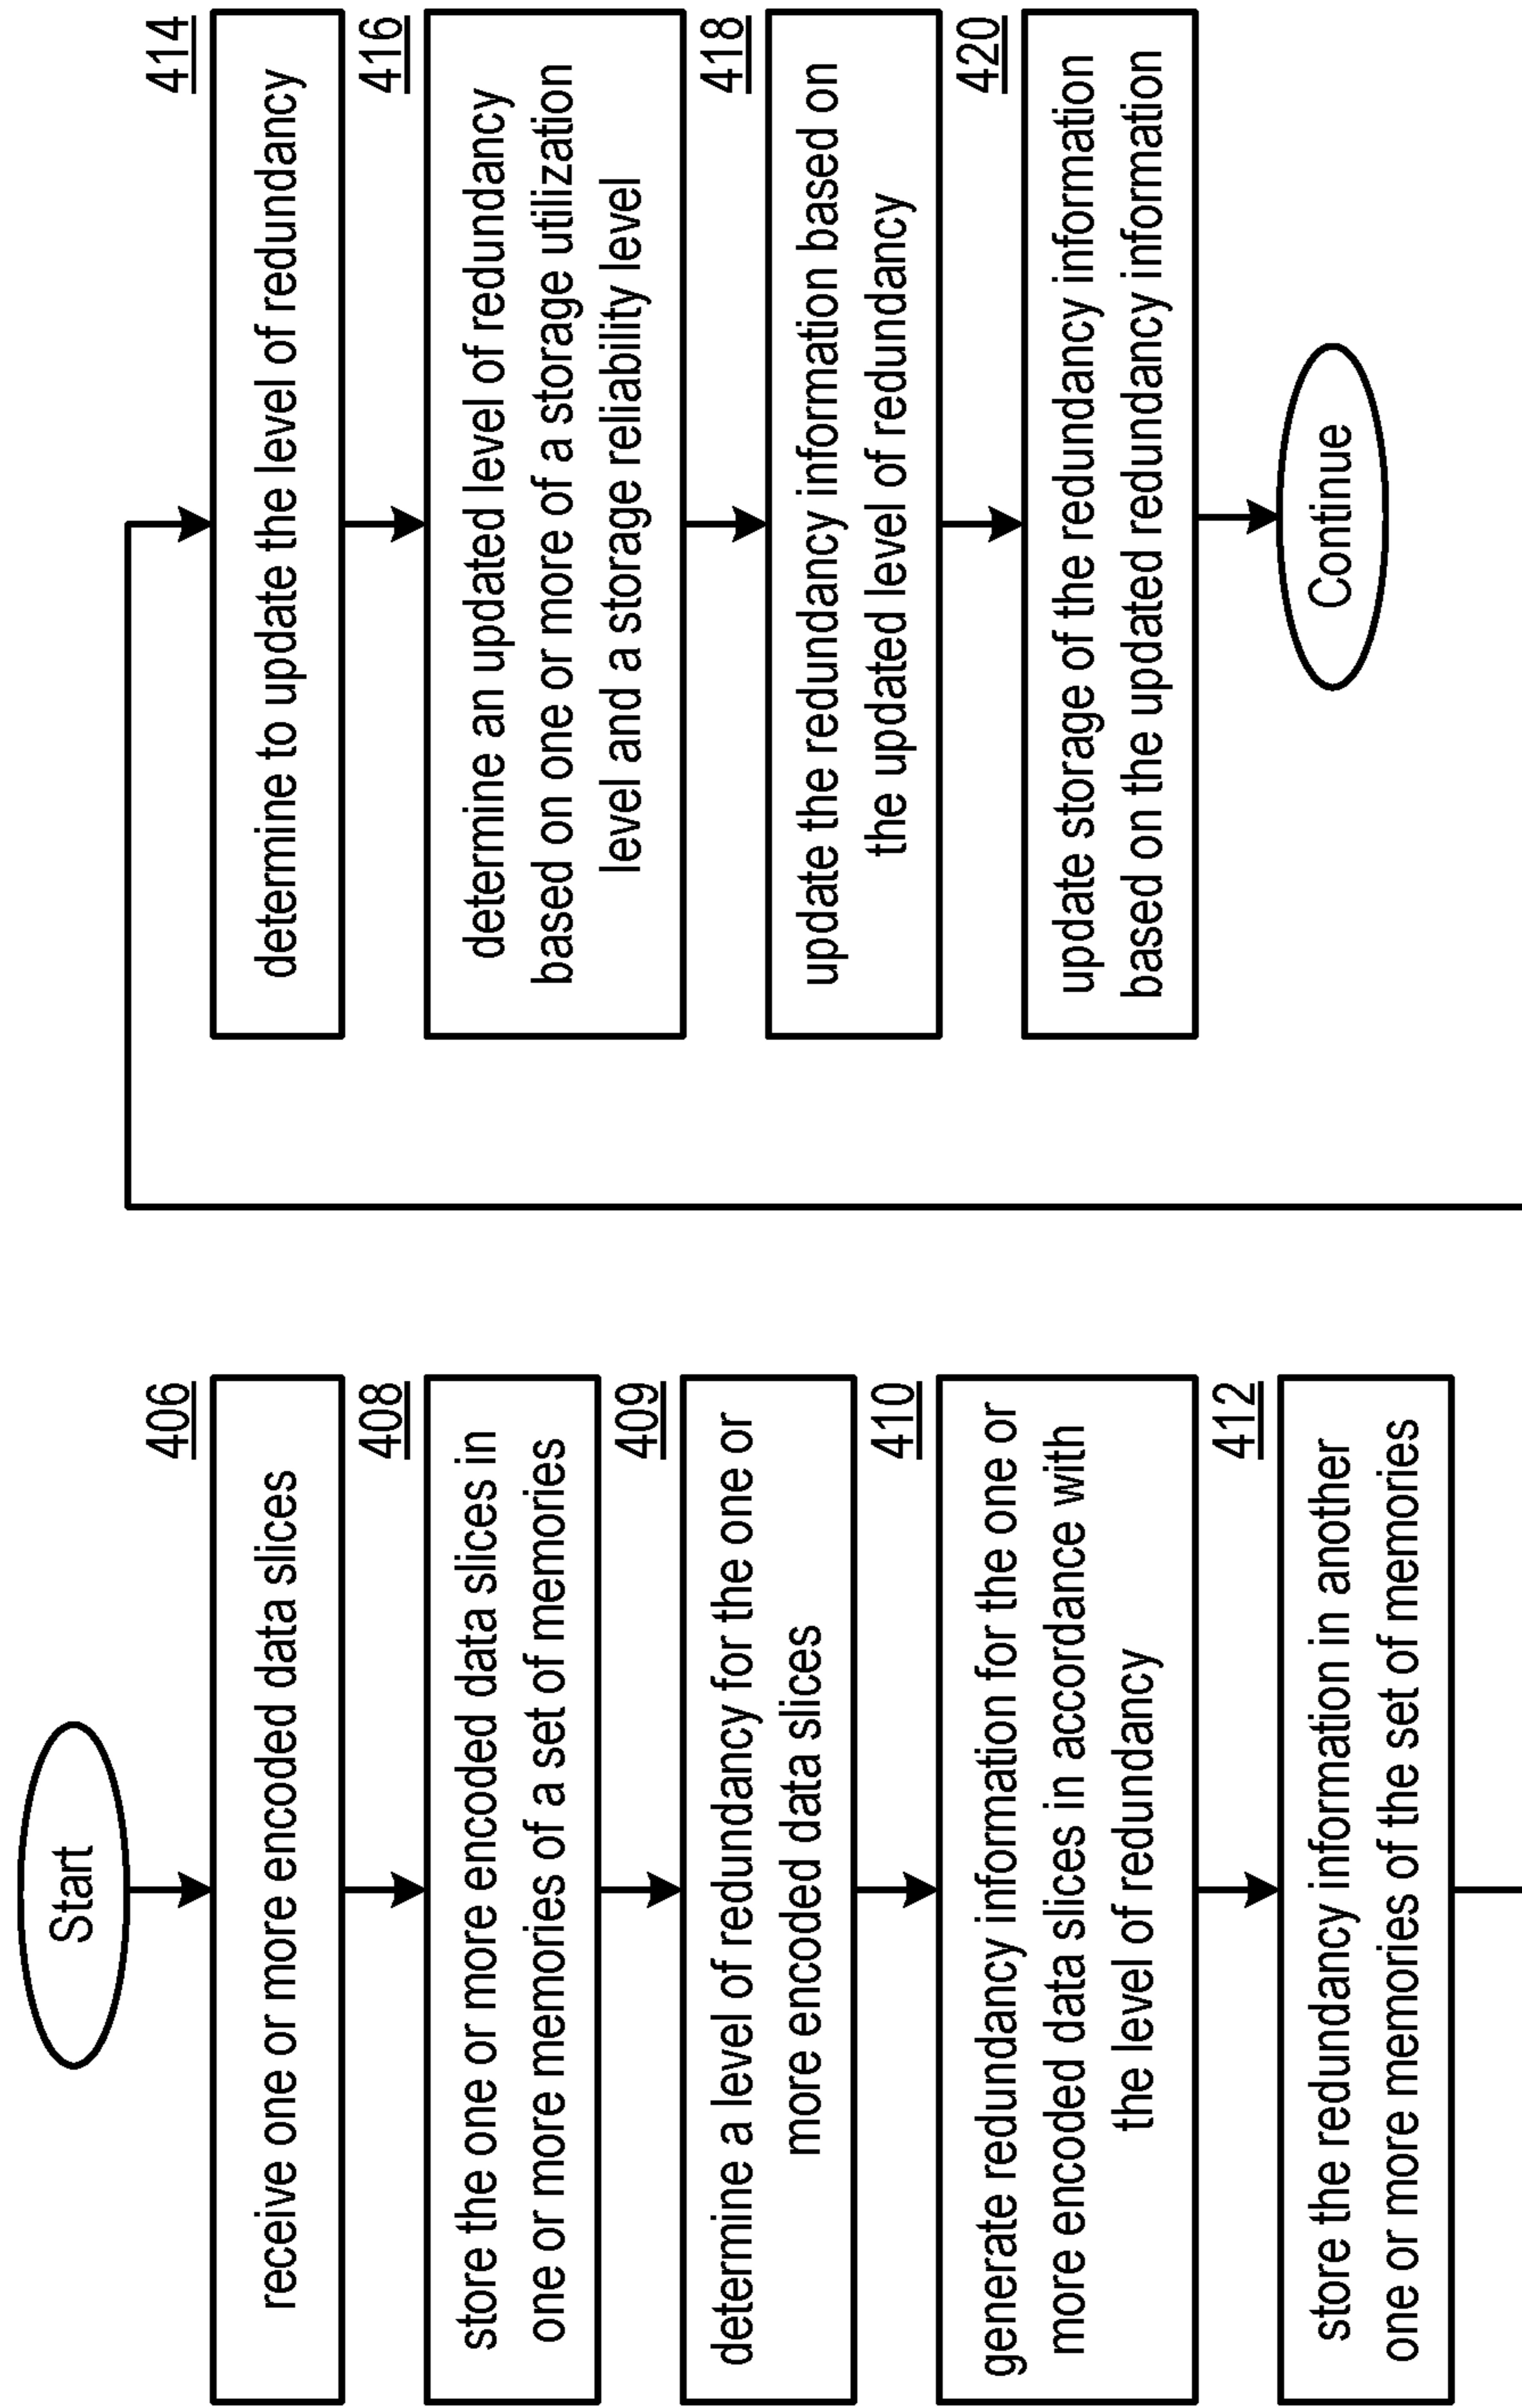 Start
406
receive one or more encoded data slices
408
store the one or more encoded data slices in
one or more memories of a set of memories
409
determine a level of redundancy for the one or
more encoded data slices
410
generate redundancy information for the one or
more encoded data slices in accordance with
the level of redundancy
412
store the redundancy information in another
one or more memories of the set of memories
414
determine to update the level of redundancy
416
determine an updated level of redundancy
based on one or more of a storage utilization
level and a storage reliability level
418
update the redundancy information based on
the updated level of redundancy
420
update storage of the redundancy information
based on the updated redundancy information
Continue